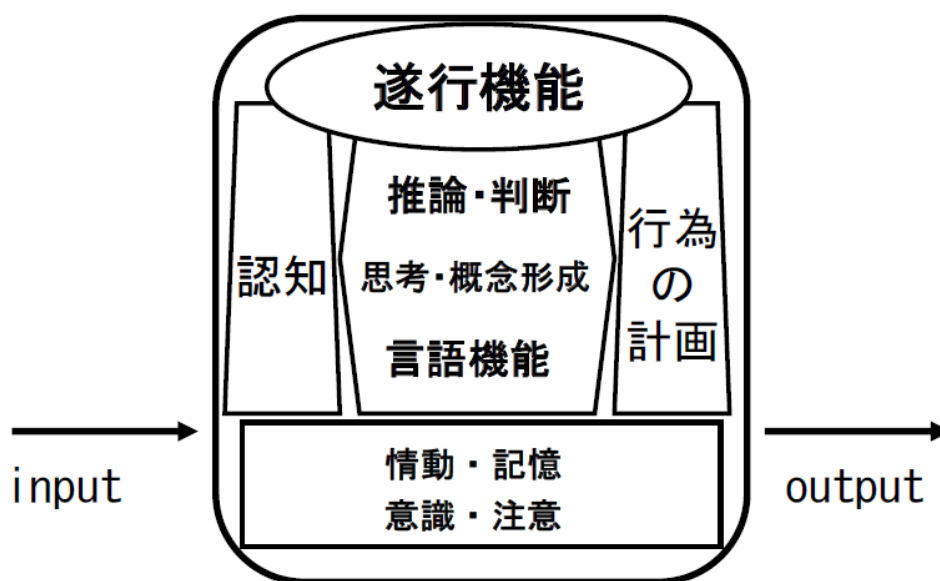 遂行機能
推論・判断
思考・概念形成
言語機能
認知
行為
の
計画
情動・記憶
意識・注意
input
output